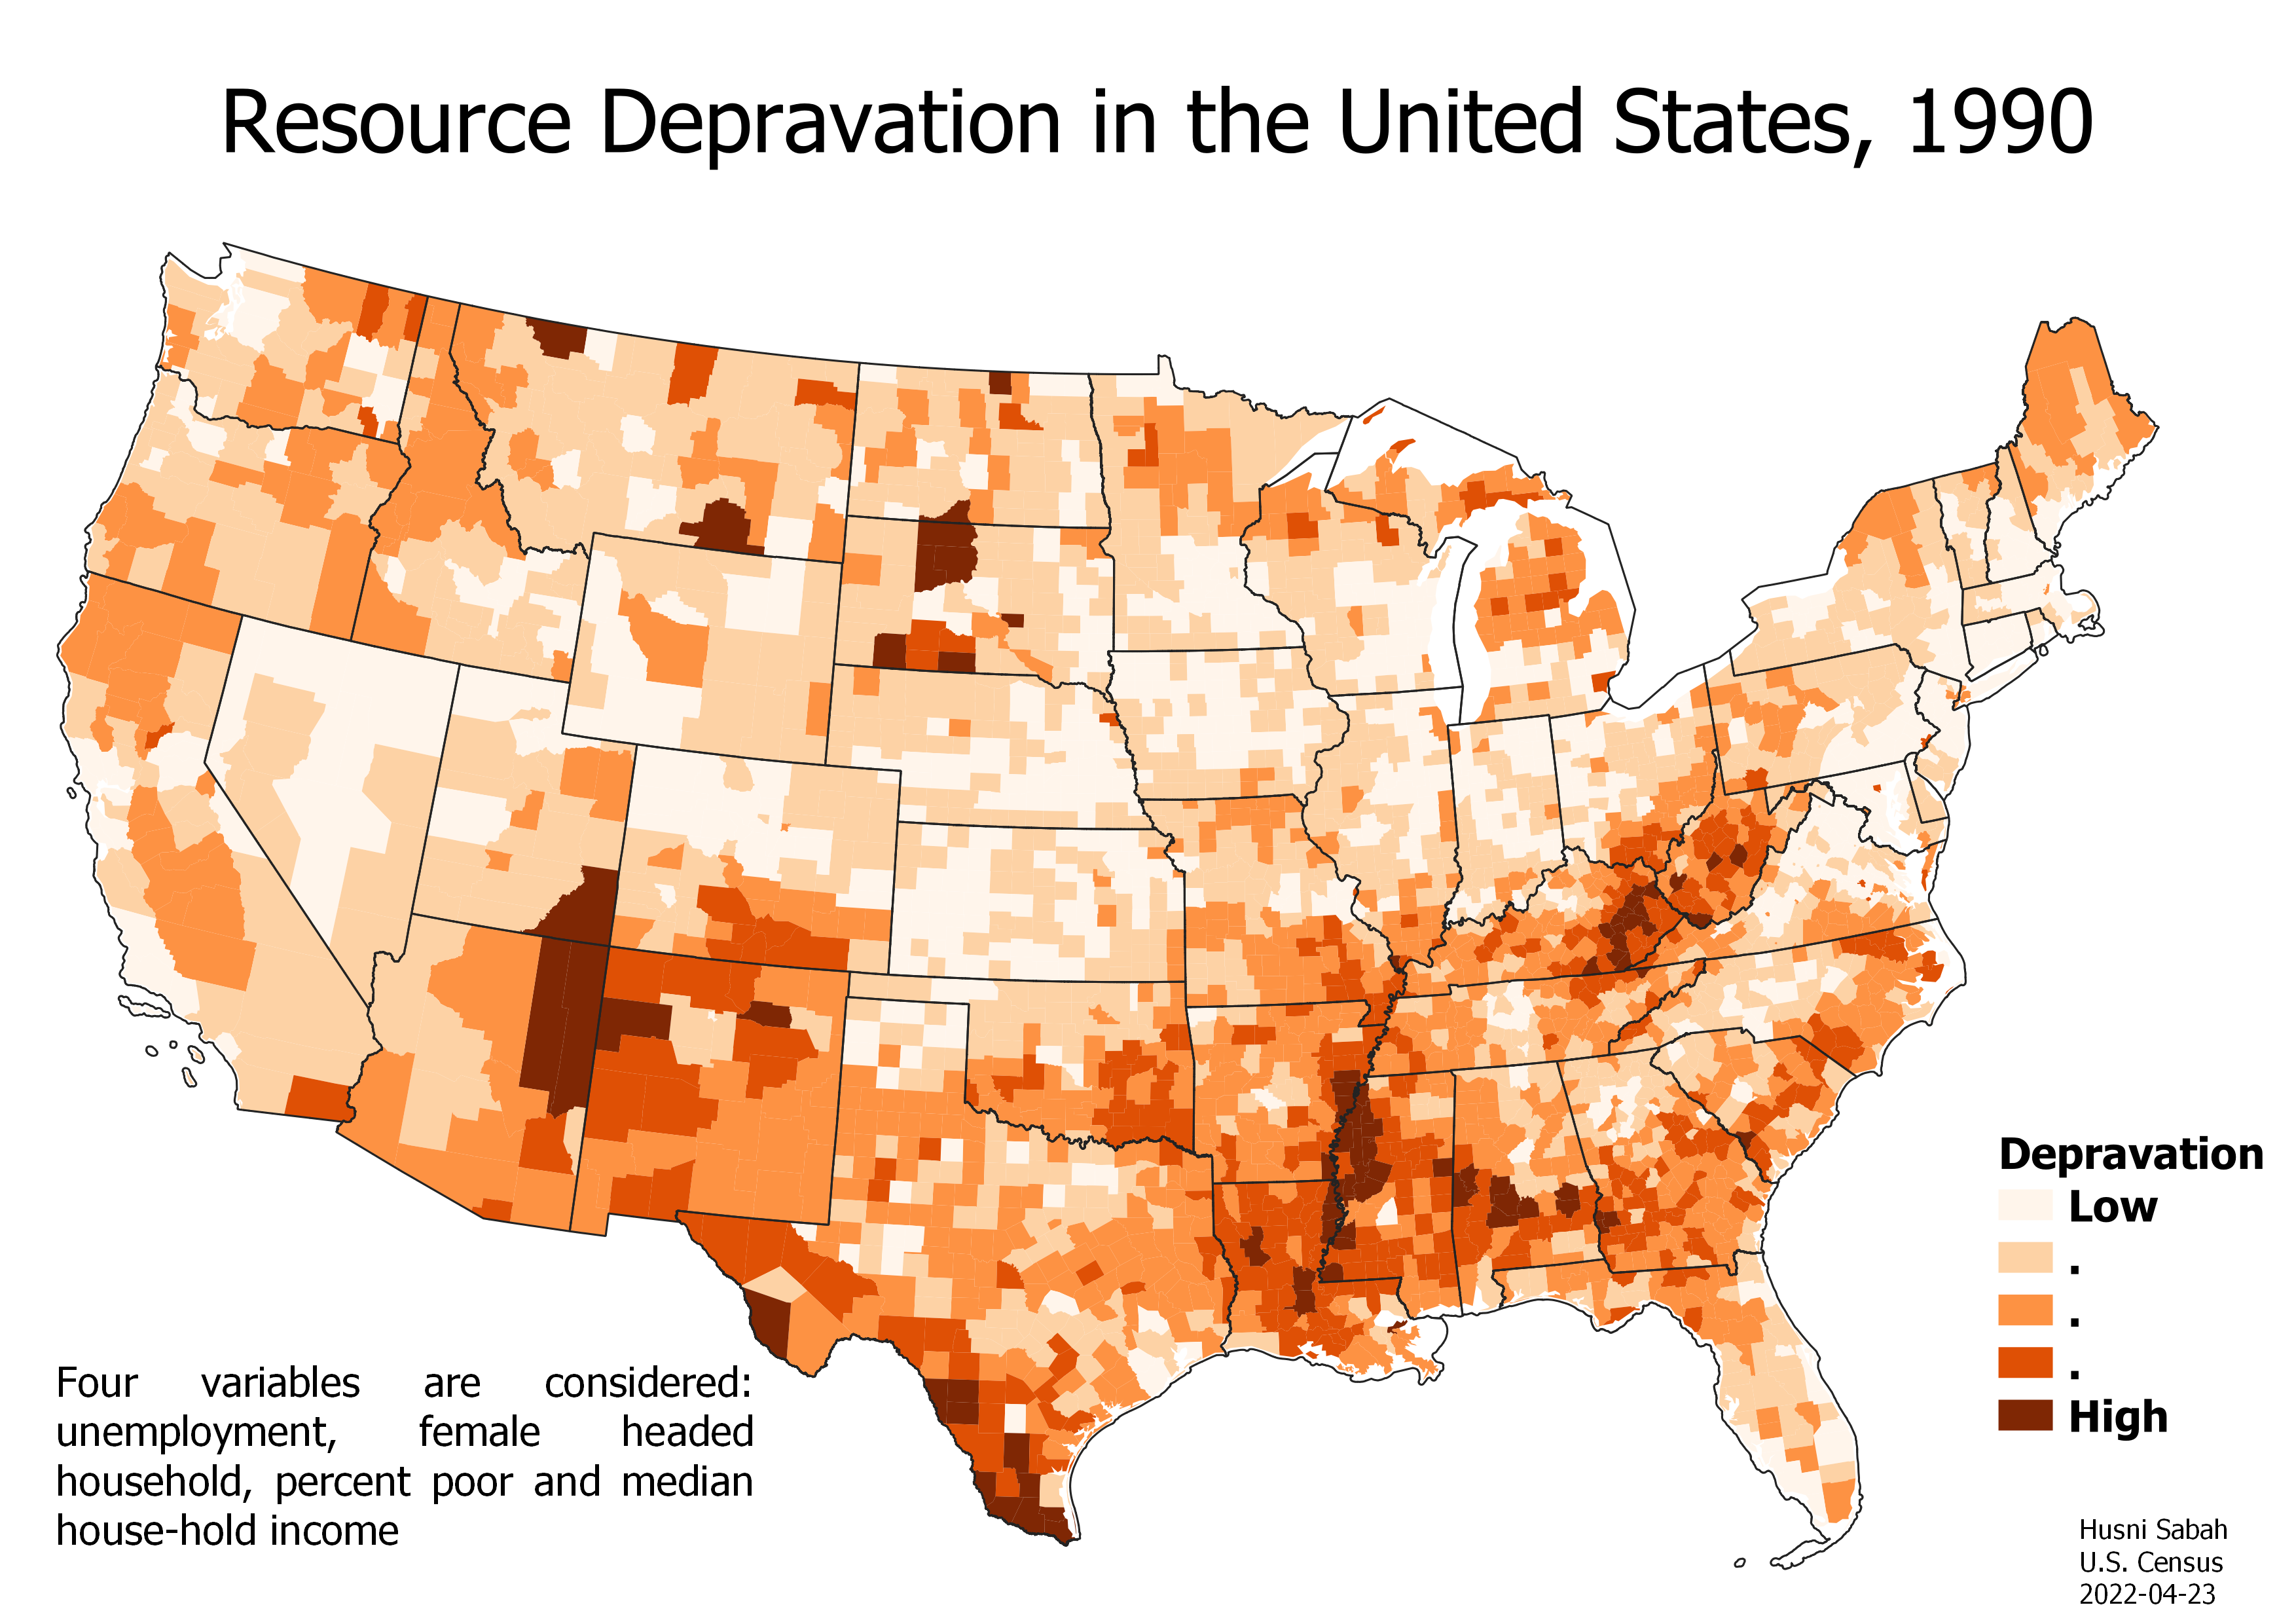 Resource Depravation in the United States, 1990
Depravation
Low
.
.
.
High
Four variables are considered:
unemployment, female headed
household, percent poor and median
house-hold income
Husni Sabah
U.S. Census
2022-04-23